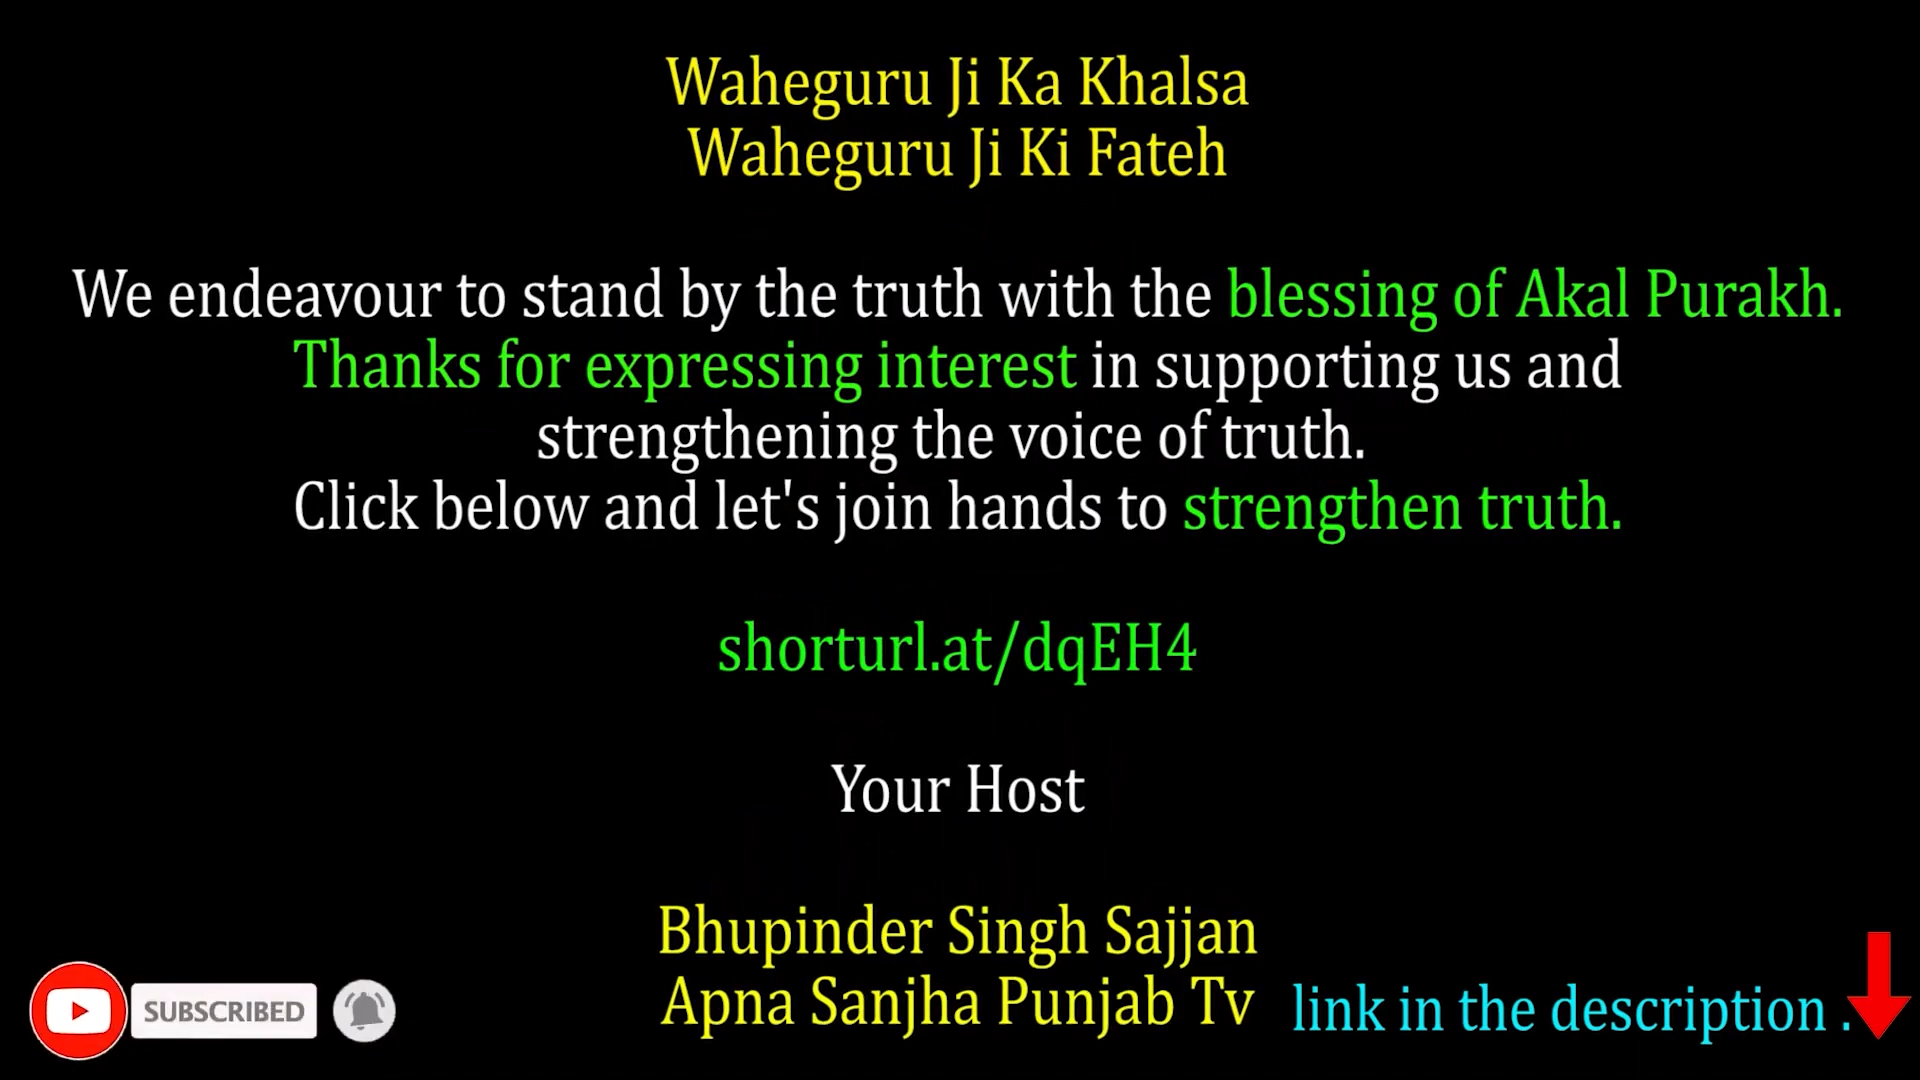 Waheguru Ji Ka Khalsa
Waheguru Ji Ki Fateh
We endeavour to stand by the truth with the blessing of Akal Purakh.
Thanks for expressing interest in supporting us and
strengthening the voice of truth.
Click below and let's join hands to strengthen truth.
shorturl.at/dqEH4
Your Host
Bhupinder Singh Sajjan
Apna Sanjha Punjab Tv
link in the description .
SUBSCRIBED